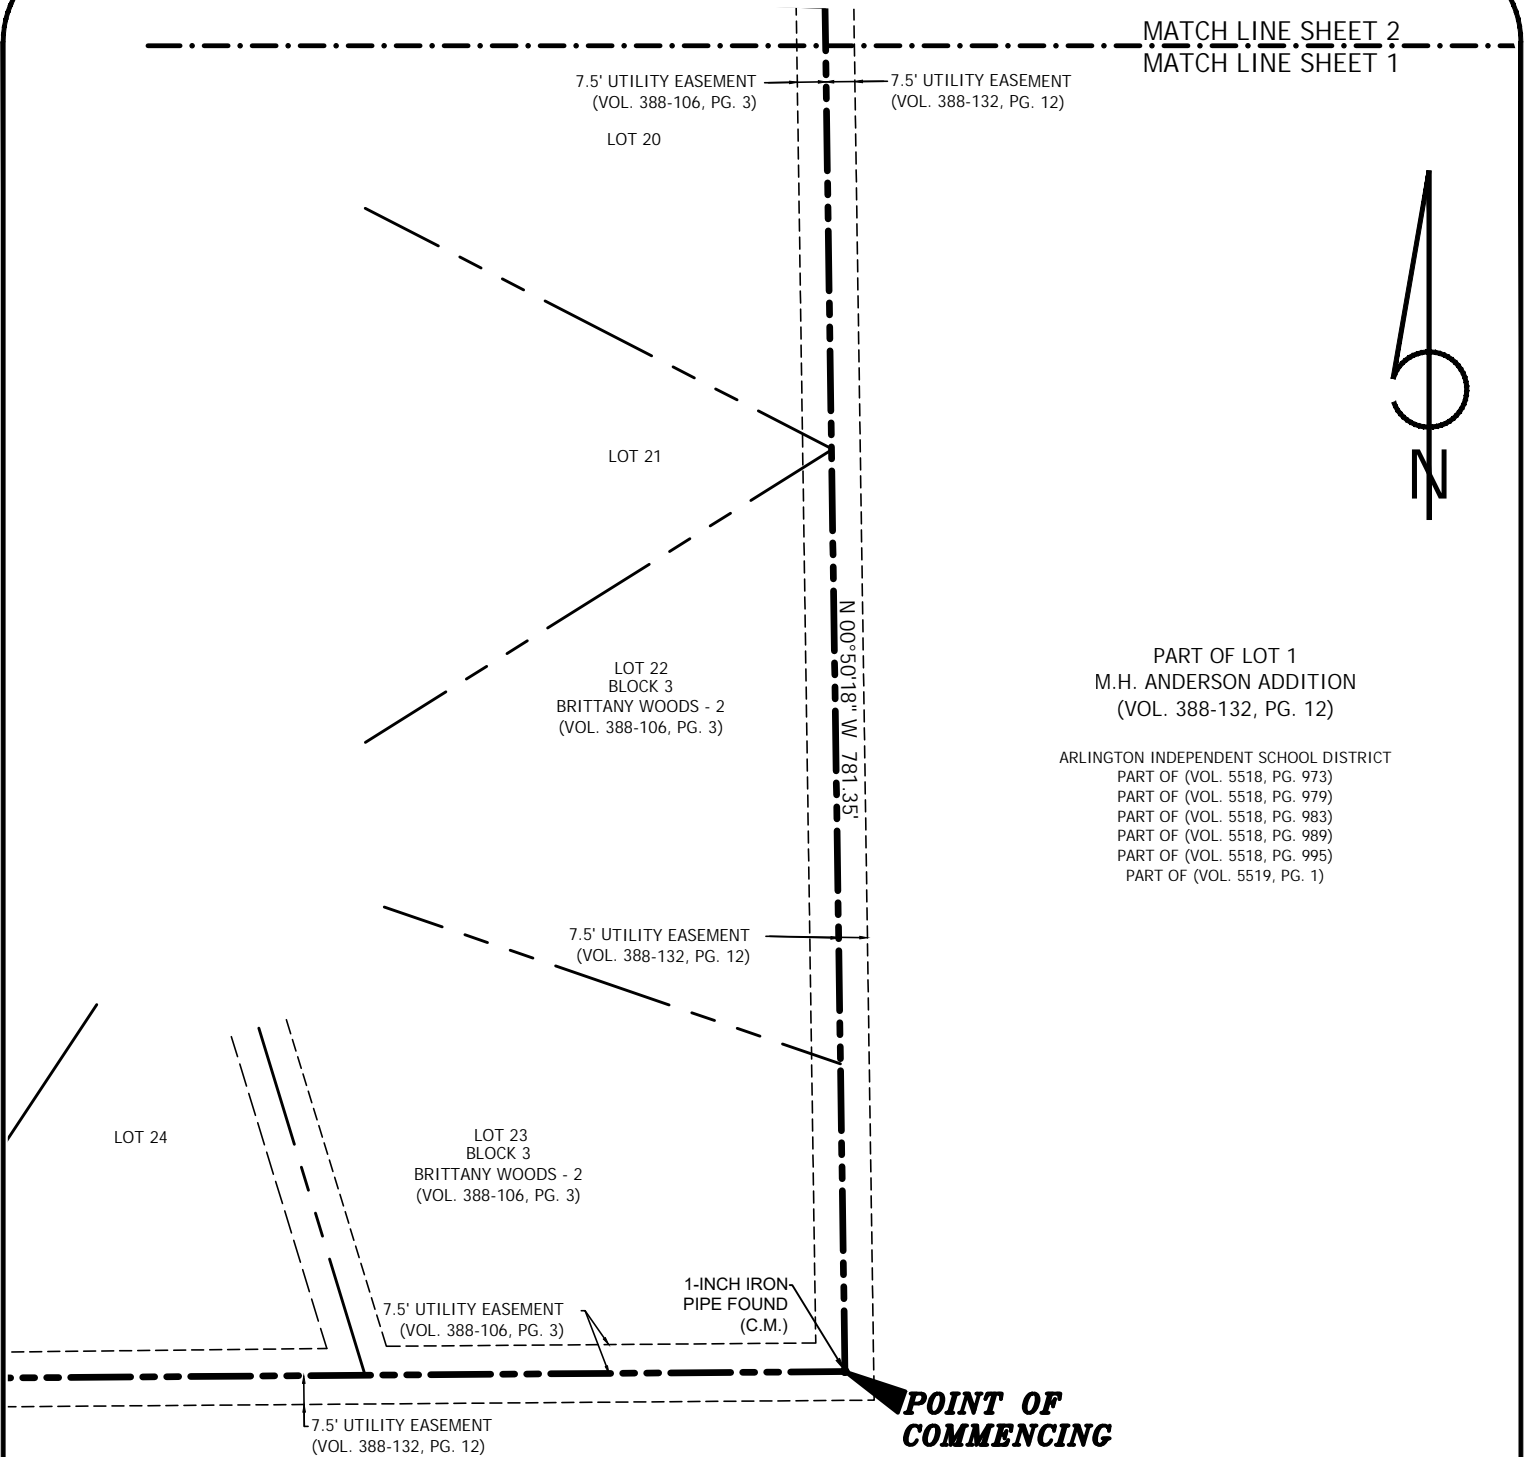 MATCH LINE SHEET 2
MATCH LINE SHEET 1
7.5' UTILITY EASEMENT
(VOL. 388-106, PG. 3)
7.5' UTILITY EASEMENT
(VOL. 388-132, PG. 12)
LOT 20
N
LOT 21
N 00°50'18" W 781.35'
LOT 22
BLOCK 3
BRITTANY WOODS - 2
(VOL. 388-106, PG. 3)
PART OF LOT 1
M.H. ANDERSON ADDITION
(VOL. 388-132, PG. 12)
ARLINGTON INDEPENDENT SCHOOL DISTRICT
PART OF (VOL. 5518, PG. 973)
PART OF (VOL. 5518, PG. 979)
PART OF (VOL. 5518, PG. 983)
PART OF (VOL. 5518, PG. 989)
PART OF (VOL. 5518, PG. 995)
PART OF (VOL. 5519, PG. 1)
7.5' UTILITY EASEMENT
(VOL. 388-132, PG. 12)
LOT 24
LOT 23
BLOCK 3
BRITTANY WOODS - 2
(VOL. 388-106, PG. 3)
1-INCH IRON
PIPE FOUND
(C.M.)
7.5' UTILITY EASEMENT
(VOL. 388-106, PG. 3)
POINT OF
COMMENCING
7.5' UTILITY EASEMENT
(VOL. 388-132, PG. 12)